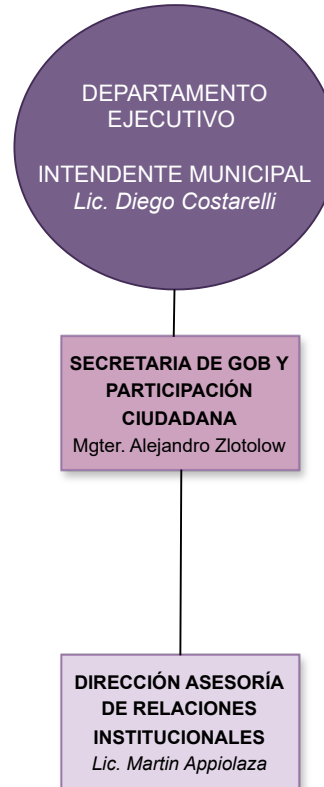 DEPARTAMENTO
EJECUTIVO
INTENDENTE MUNICIPAL
Lic. Diego Costarelli
SECRETARIA DE GOB Y
PARTICIPACIÓN
CIUDADANA
Mgter. Alejandro Zlotolow
DIRECCIÓN ASESORÍA
DE RELACIONES
INSTITUCIONALES
Lic. Martin Appiolaza